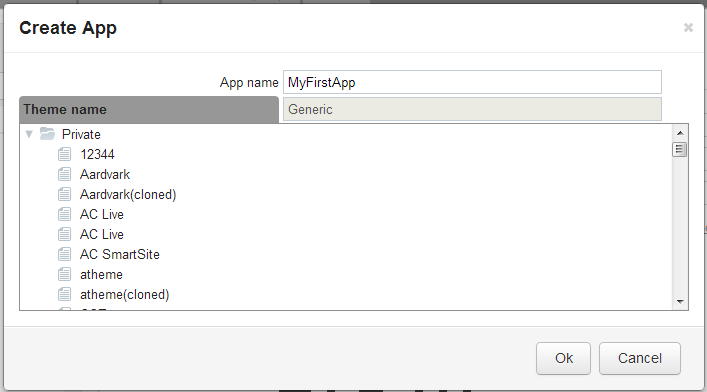 Create App
App name MyFirstApp
Theme name Generic
Private
12344
Aardvark
Aardvark(cloned)
AC Live
AC Live
AC SmartSite
atheme
atheme(cloned)
Ok Cancel